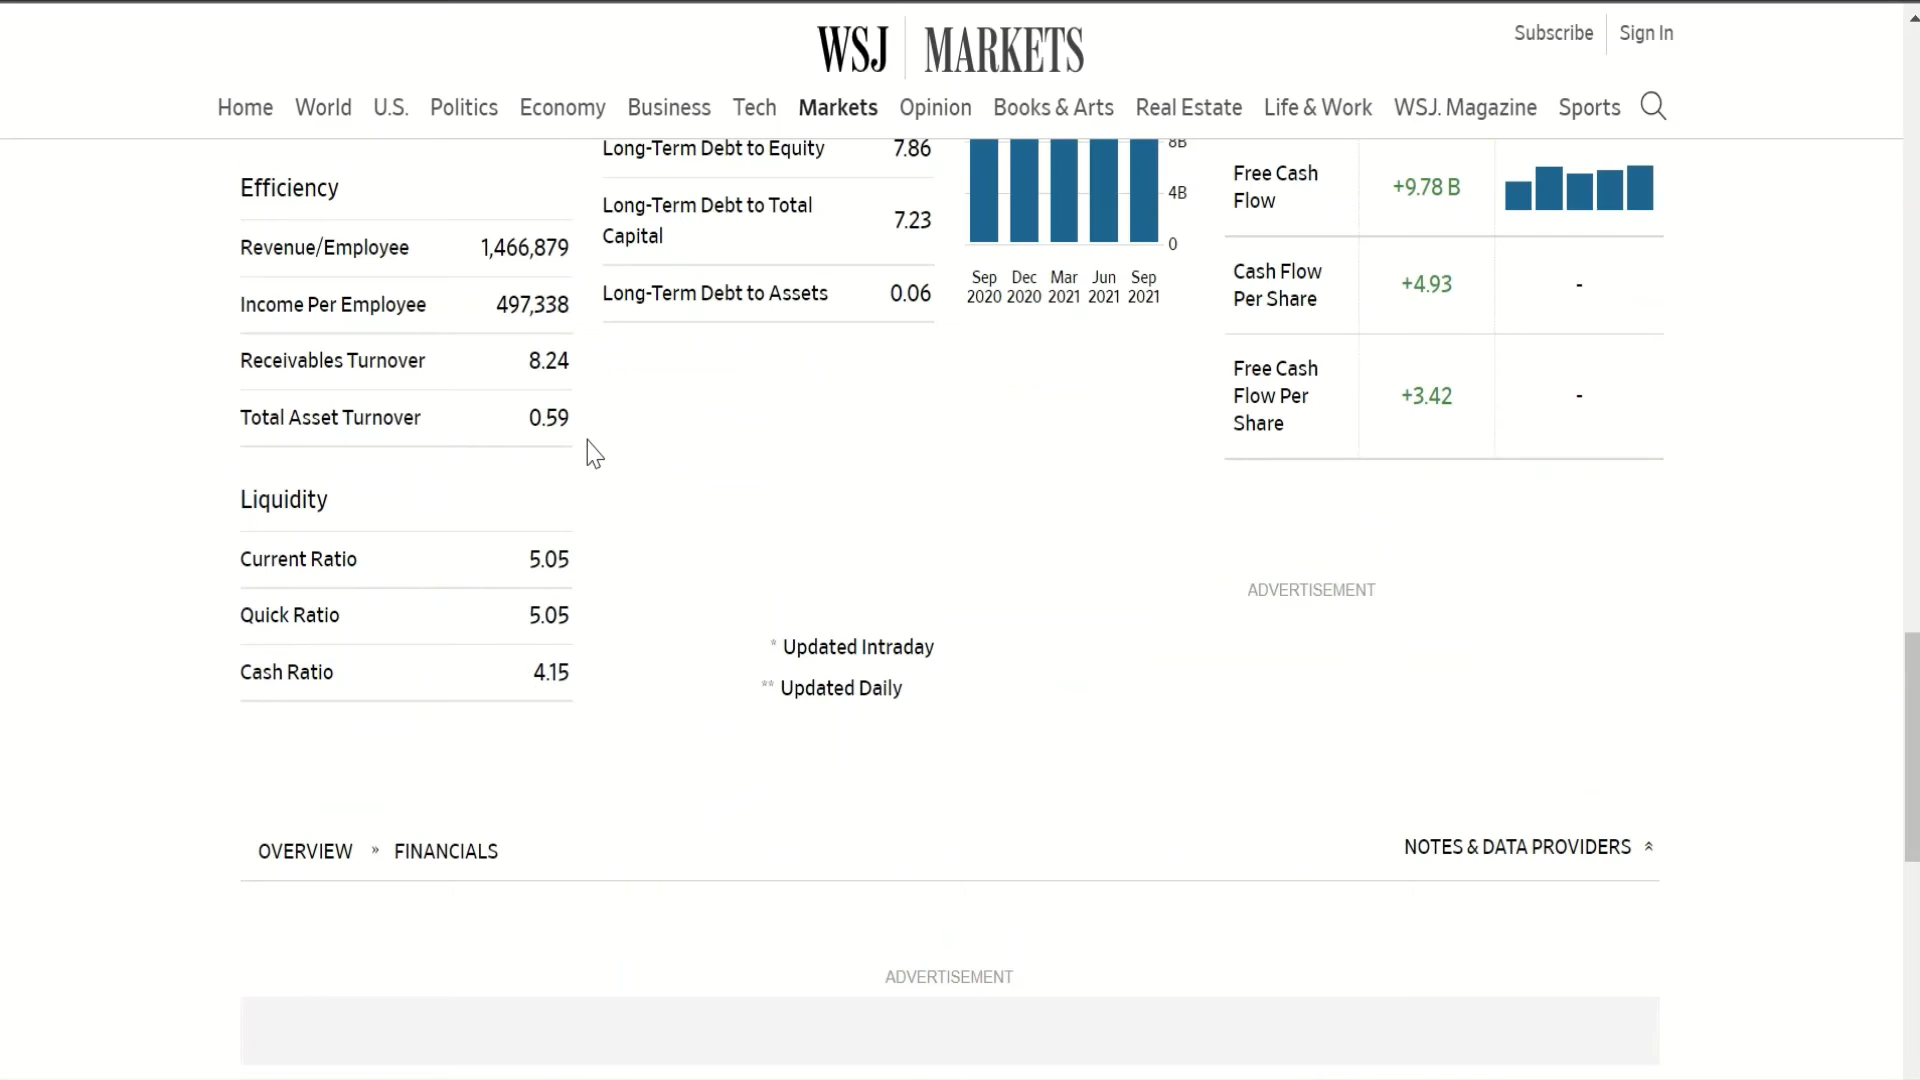 WSJ MARKETS
Subscribe Sign In
Home World U.S. Politics Economy Business Tech Markets Opinion Books & Arts Real Estate Life & Work WSJ. Magazine Sports
Efficiency
Revenue/Employee 1,466,879
Income Per Employee 497,338
Receivables Turnover 8.24
Total Asset Turnover 0.59
Liquidity
Current Ratio 5.05
Quick Ratio 5.05
Cash Ratio 4.15
Long-Term Debt to Equity 7.86
Long-Term Debt to Total
Capital 7.23
Long-Term Debt to Assets 0.06
* Updated Intraday
** Updated Daily
8B
4B
0
Sep Dec Mar Jun Sep
2020 2020 2021 2021 2021
Free Cash
Flow +9.78 B
Cash Flow
Per Share +4.93 -
Free Cash
Flow Per
Share +3.42 -
ADVERTISEMENT
OVERVIEW » FINANCIALS
NOTES & DATA PROVIDERS
ADVERTISEMENT